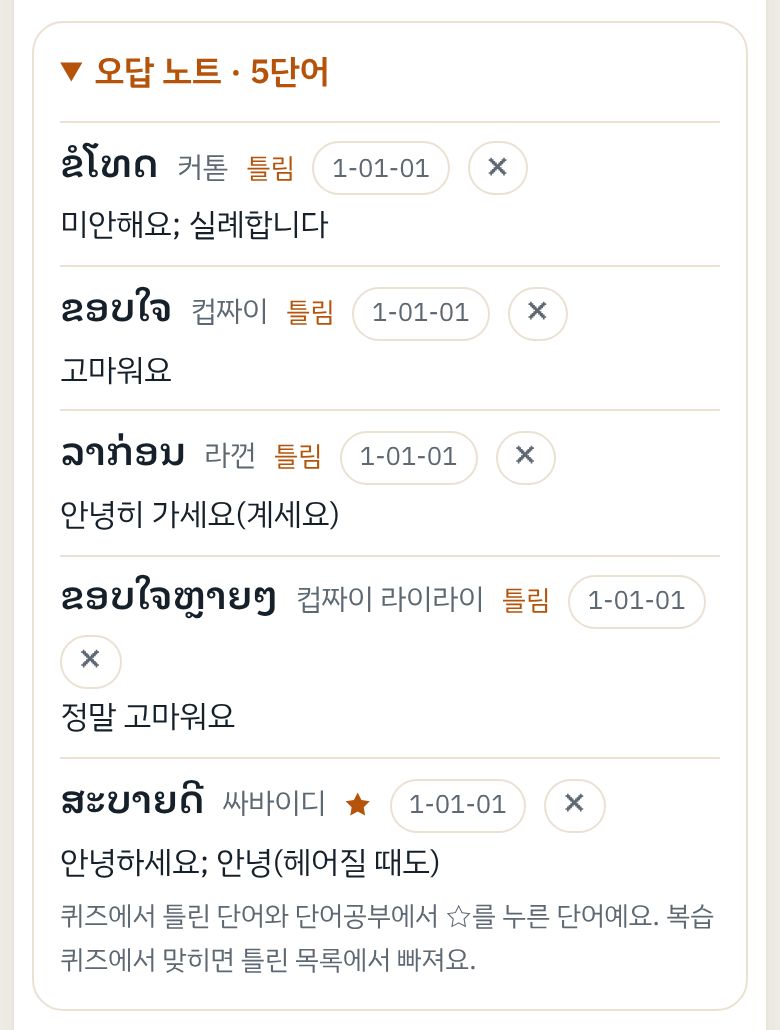 ▼ 오답 노트 · 5단어
ຂໍໂທດ 커톧 틀림 1-01-01 ✕
미안해요; 실례합니다
ຂອບໃຈ 컵짜이 틀림 1-01-01 ✕
고마워요
ລາກ່ອນ 라껀 틀림 1-01-01 ✕
안녕히 가세요(계세요)
ຂອບໃຈຫຼາຍໆ 컵짜이 라이라이 틀림 1-01-01
✕
정말 고마워요
ສະບາຍດີ 싸바이디 ★ 1-01-01 ✕
안녕하세요; 안녕(헤어질 때도)
퀴즈에서 틀린 단어와 단어공부에서 ☆를 누른 단어예요. 복습
퀴즈에서 맞히면 틀린 목록에서 빠져요.